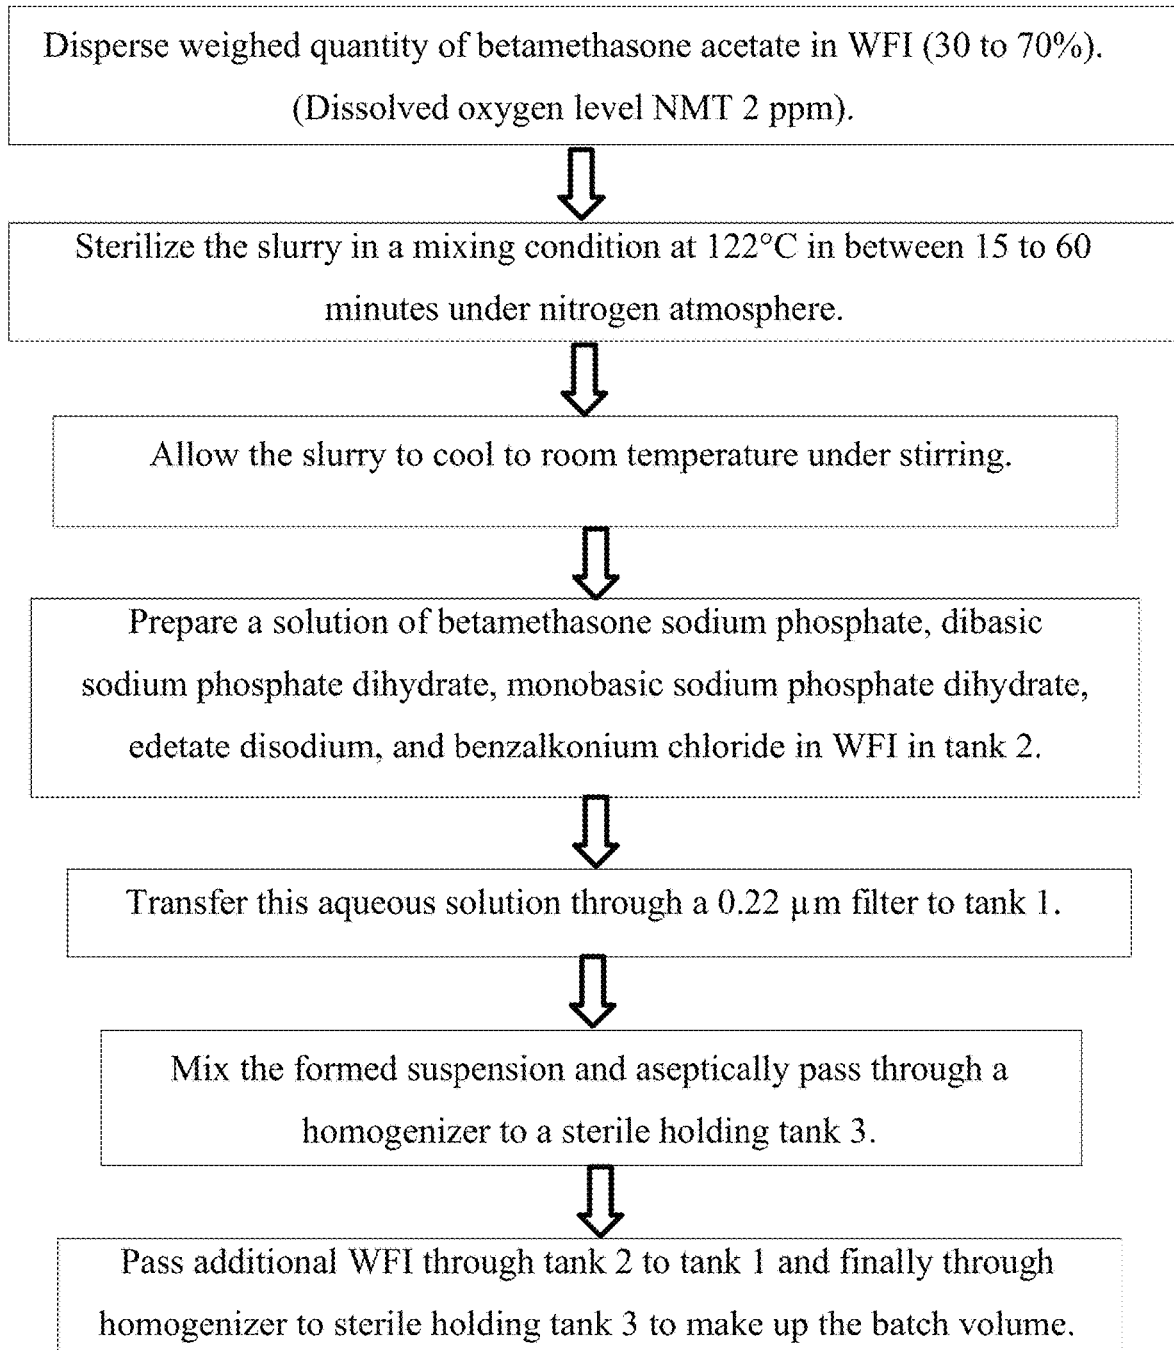 Disperse weighed quantity of betamethasone acetate in WFI (30 to 70%).
(Dissolved oxygen level NMT 2 ppm).
Sterilize the slurry in a mixing condition at 122°C in between 15 to 60
minutes under nitrogen atmosphere.
Allow the slurry to cool to room temperature under stirring.
Prepare a solution of betamethasone sodium phosphate, dibasic
sodium phosphate dihydrate, monobasic sodium phosphate dihydrate,
edetate disodium, and benzalkonium chloride in WFI in tank 2.
Transfer this aqueous solution through a 0.22 µm filter to tank 1.
Mix the formed suspension and aseptically pass through a
homogenizer to a sterile holding tank 3.
Pass additional WFI through tank 2 to tank 1 and finally through
homogenizer to sterile holding tank 3 to make up the batch volume.